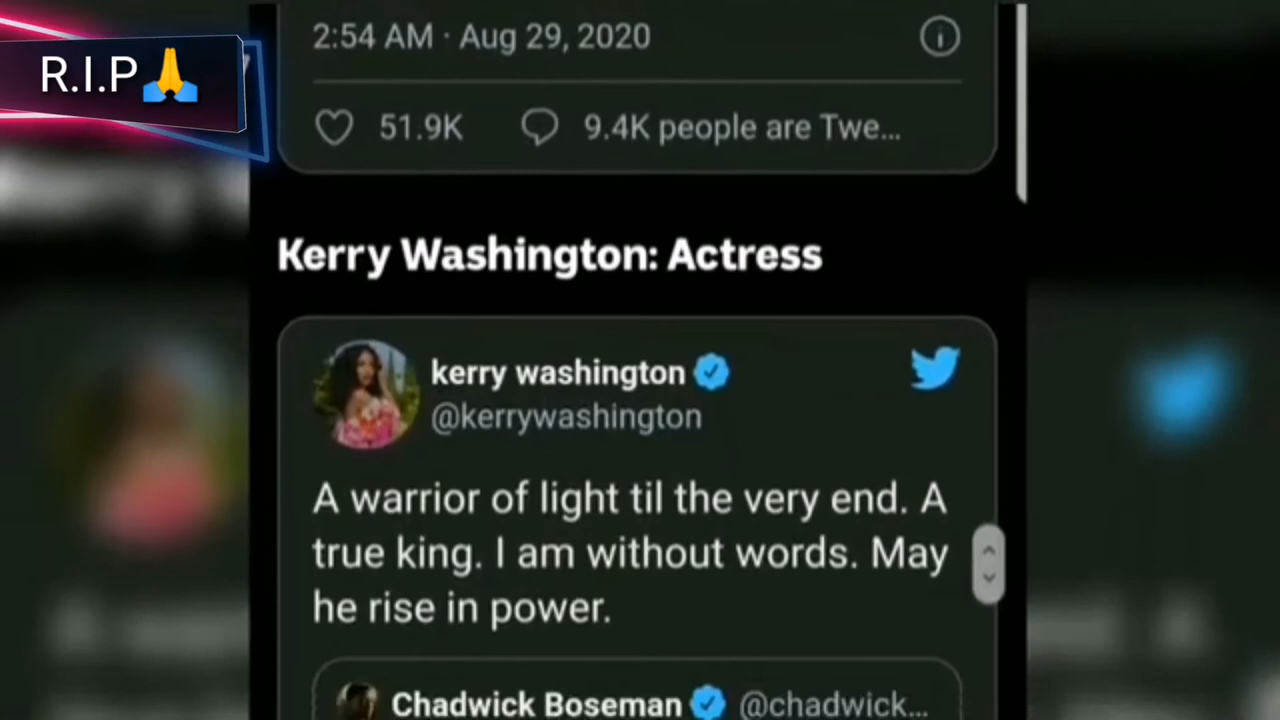 R.I.P🙏
2:54 AM · Aug 29, 2020
51.9K 9.4K people are Twe...
Kerry Washington: Actress
kerry washington
@kerrywashington
A warrior of light til the very end. A
true king. I am without words. May
he rise in power.
Chadwick Boseman @chadwick...